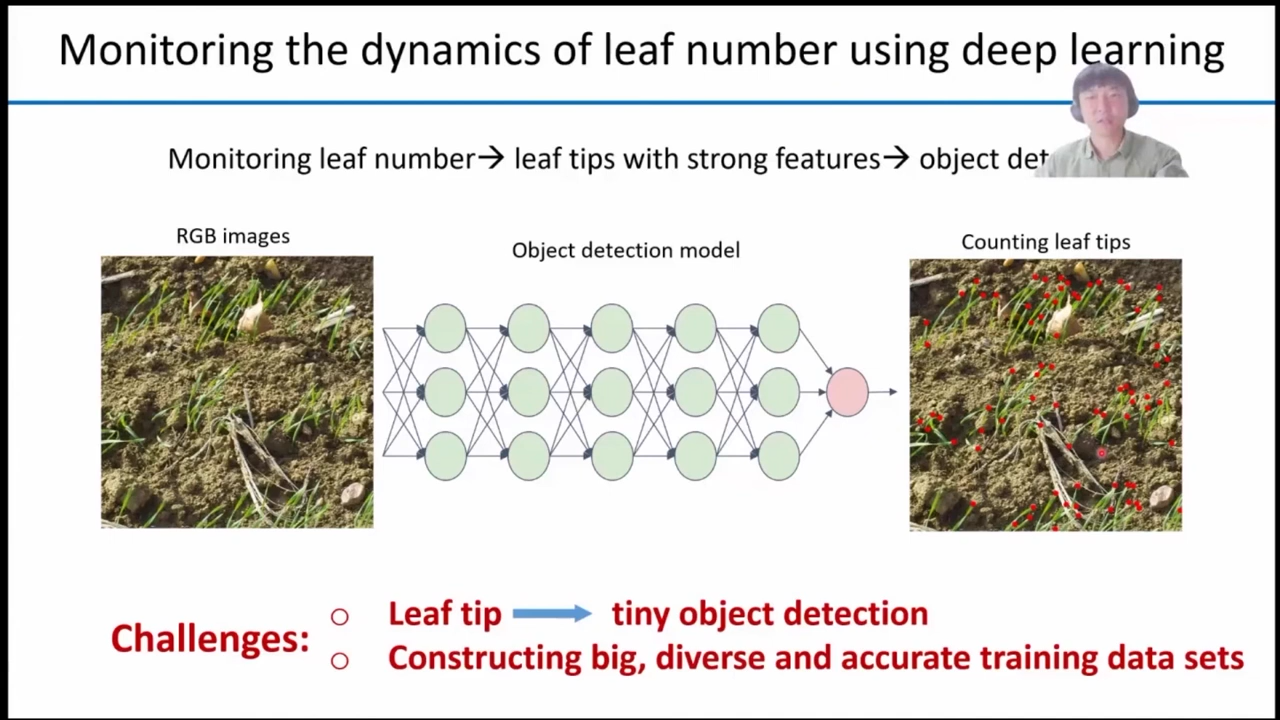 Monitoring the dynamics of leaf number using deep learning
Monitoring leaf number→ leaf tips with strong features→ object det
RGB images
Object detection model
Counting leaf tips
Challenges:
○ Leaf tip → tiny object detection
○ Constructing big, diverse and accurate training data sets